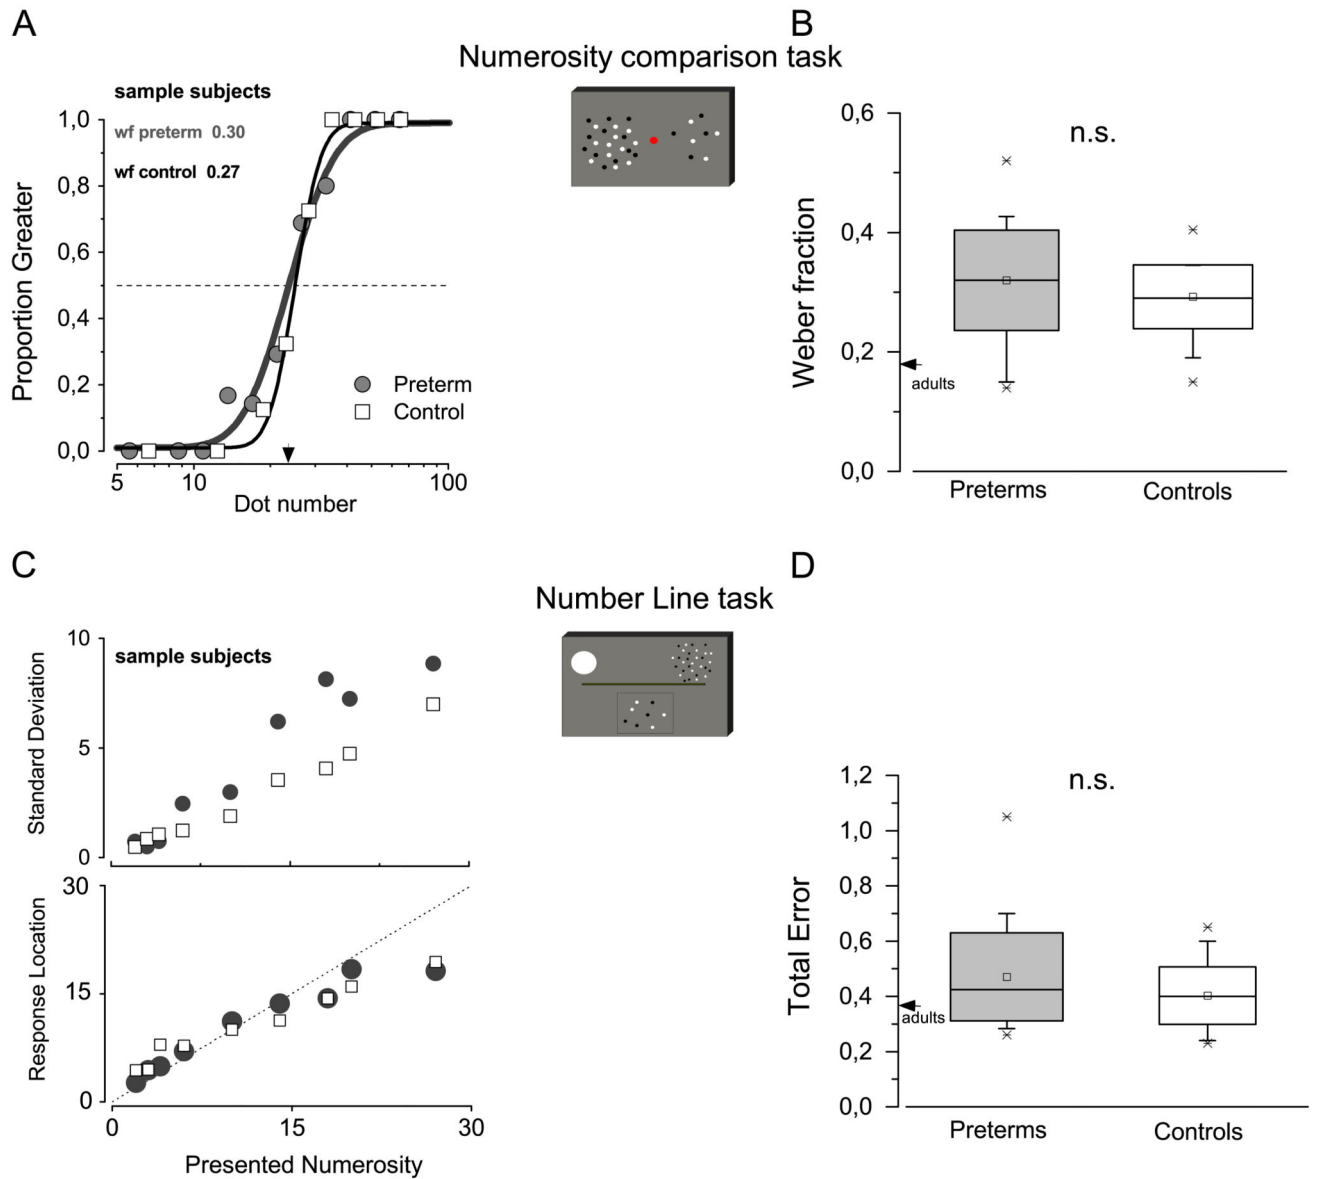 A
B
Numerosity comparison task
sample subjects
wf preterm 0.30
wf control 0.27
Proportion Greater
1,0
0,8
0,6
0,4
0,2
0,0
5
10
100
Dot number
Preterm
Control
Weber fraction
0,6
0,4
0,2
0,0
n.s.
adults
Preterms
Controls
C
D
Number Line task
sample subjects
Standard Deviation
10
5
0
Response Location
30
15
0
0
15
30
Presented Numerosity
Total Error
1,2
1,0
0,8
0,6
0,4
0,2
0,0
n.s.
adults
Preterms
Controls